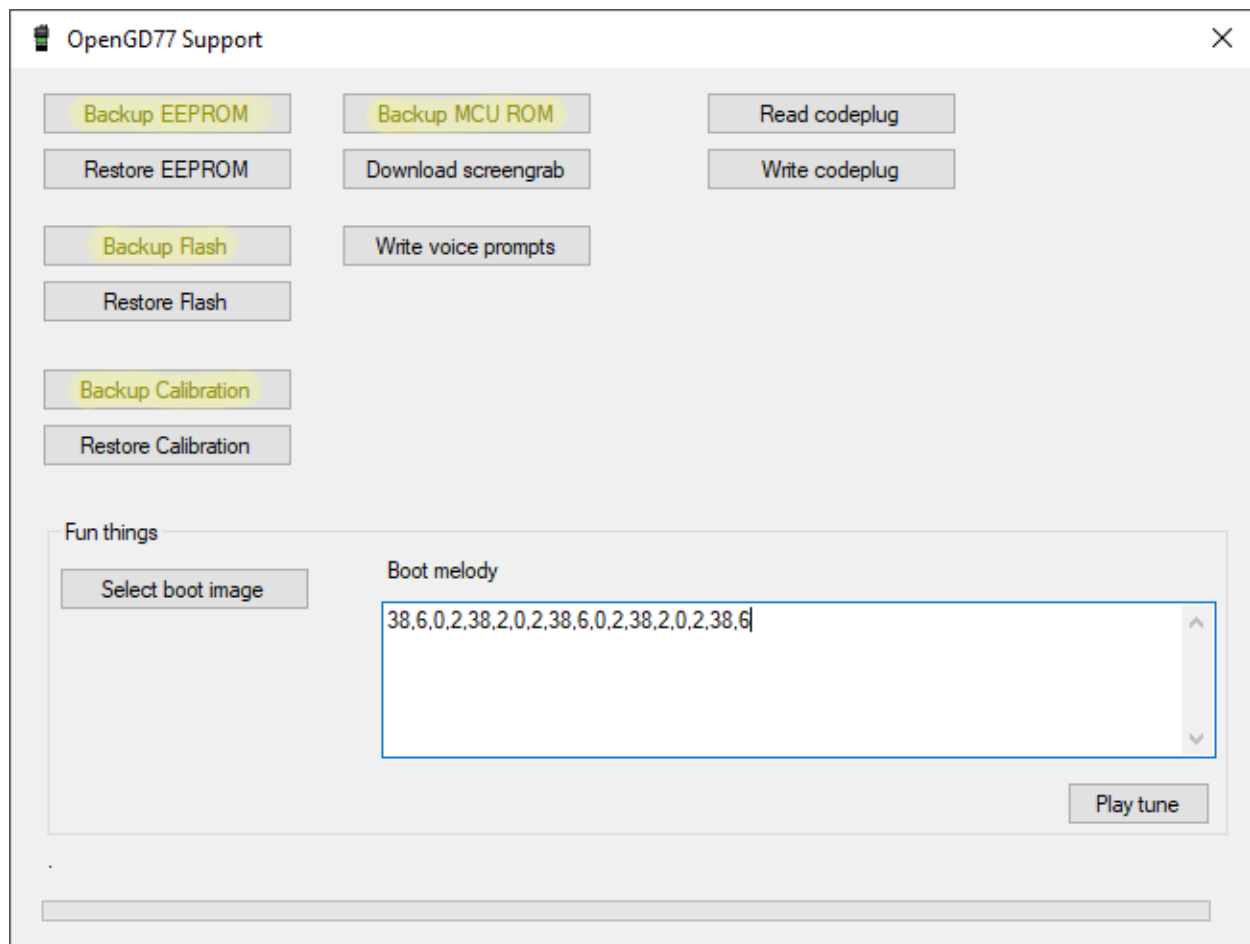 OpenGD77 Support
Backup EEPROM
Backup MCU ROM
Read codeplug
Restore EEPROM
Download screengrab
Write codeplug
Backup Flash
Write voice prompts
Restore Flash
Backup Calibration
Restore Calibration
Fun things
Select boot image
Boot melody
38,6,0,2,38,2,0,2,38,6,0,2,38,2,0,2,38,6
Play tune
.